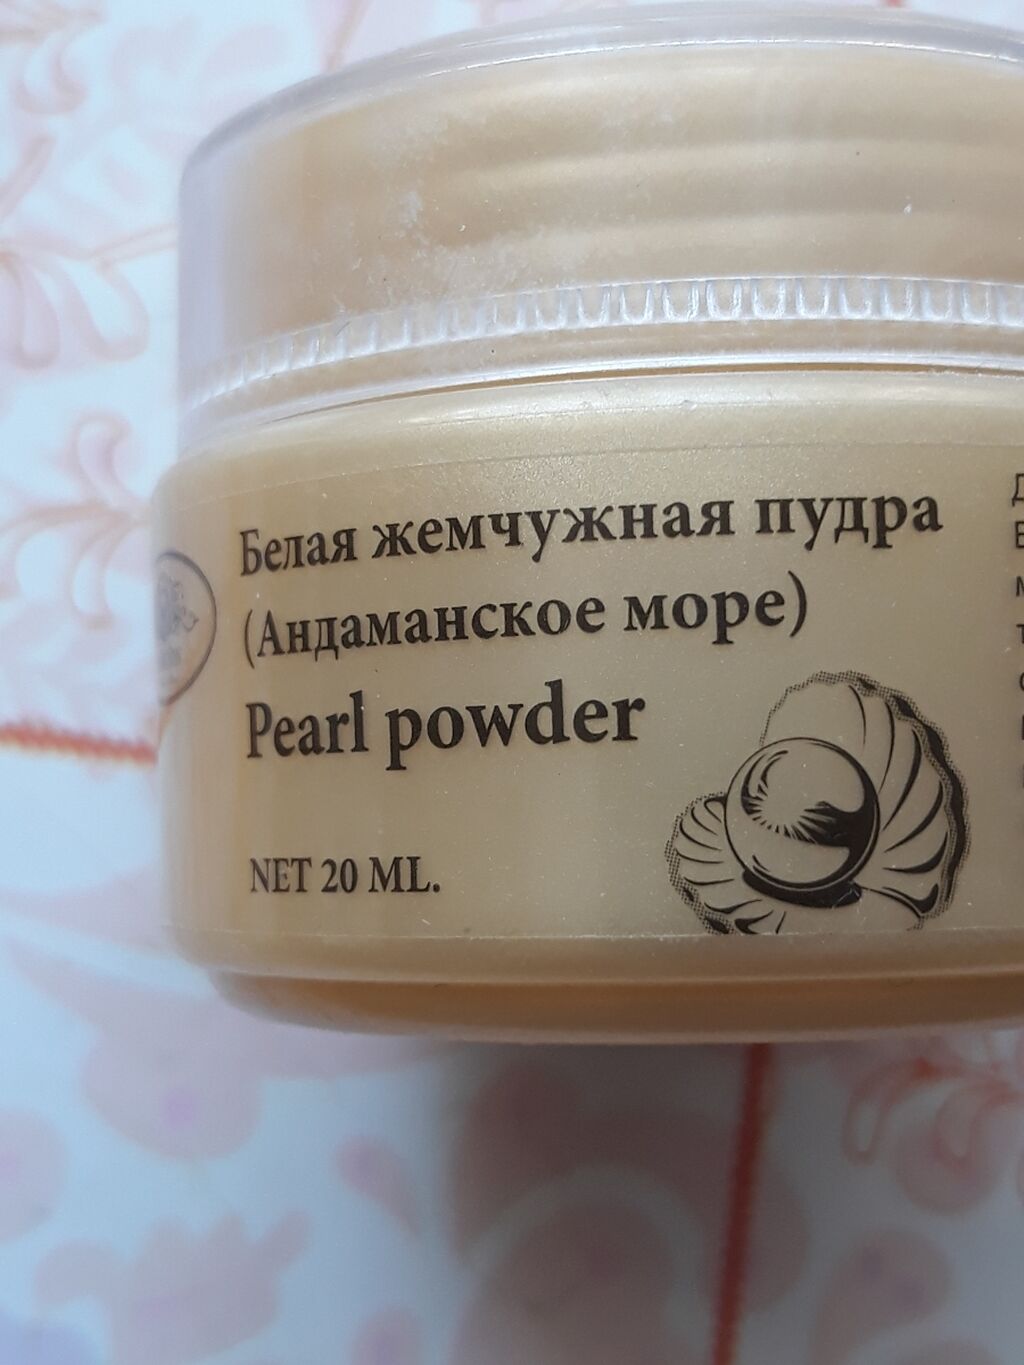 Белая жемчужная пудра
(Андаманское море)
Pearl powder
NET 20 ML.